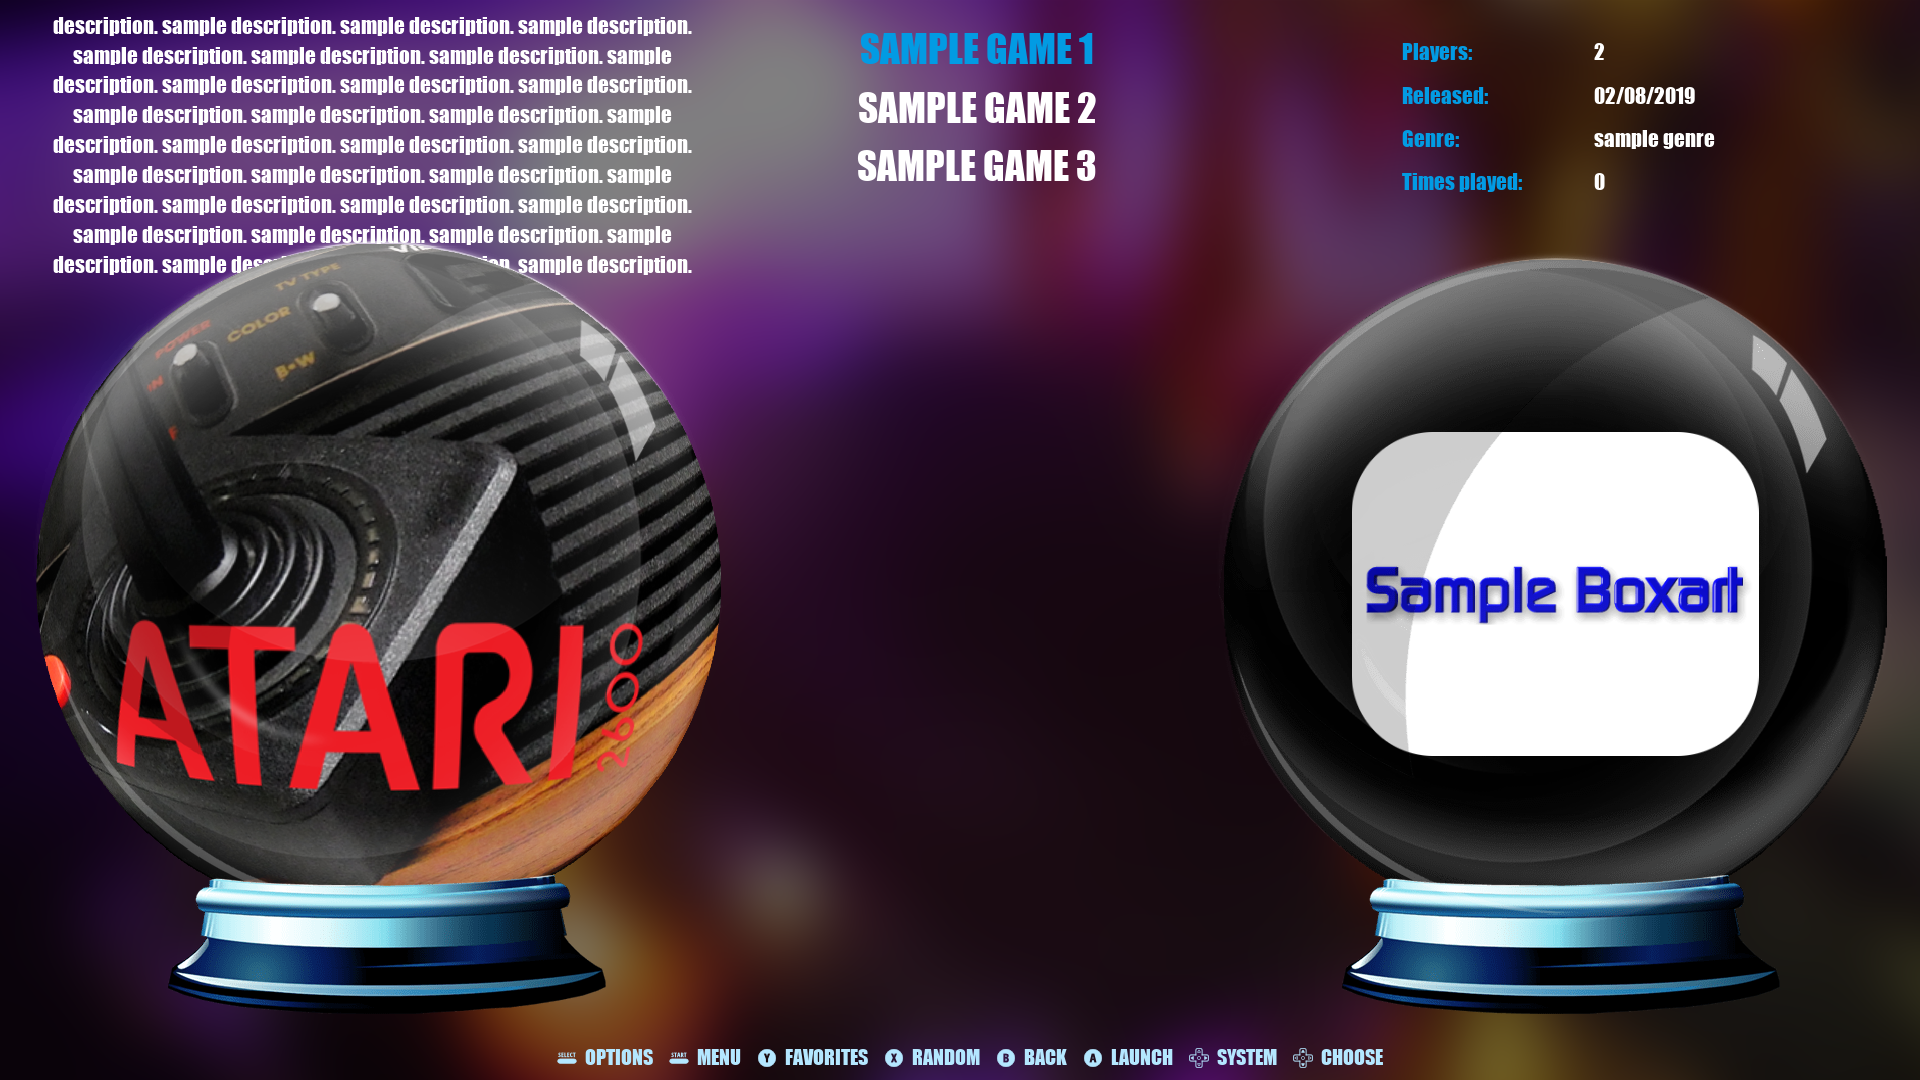 description. sample description. sample description. sample description.
sample description. sample description. sample description. sample
description. sample description. sample description. sample description.
sample description. sample description. sample description. sample
description. sample description. sample description. sample description.
sample description. sample description. sample description. sample
description. sample description. sample description. sample description.
sample description. sample description. sample description. sample
description. sample sample description.
SAMPLE GAME 1
SAMPLE GAME 2
SAMPLE GAME 3
Players: 2
Released: 02/08/2019
Genre: sample genre
Times played: 0
TV TYPE
POWER
COLOR
B•W
ATARI 2600
Sample Boxart
SELECT OPTIONS START MENU Y FAVORITES X RANDOM B BACK A LAUNCH SYSTEM CHOOSE